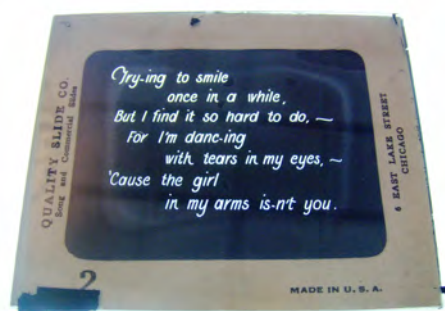 QUALITY SLIDE CO.
Song and Commercial Slides
Try-ing to smile
once in a while,
But I find it so hard to do, —
For I'm danc-ing
with tears in my eyes, ~
'Cause the girl
in my arms is-n't you.
6 EAST LAKE STREET
CHICAGO
2
MADE IN U. S. A.